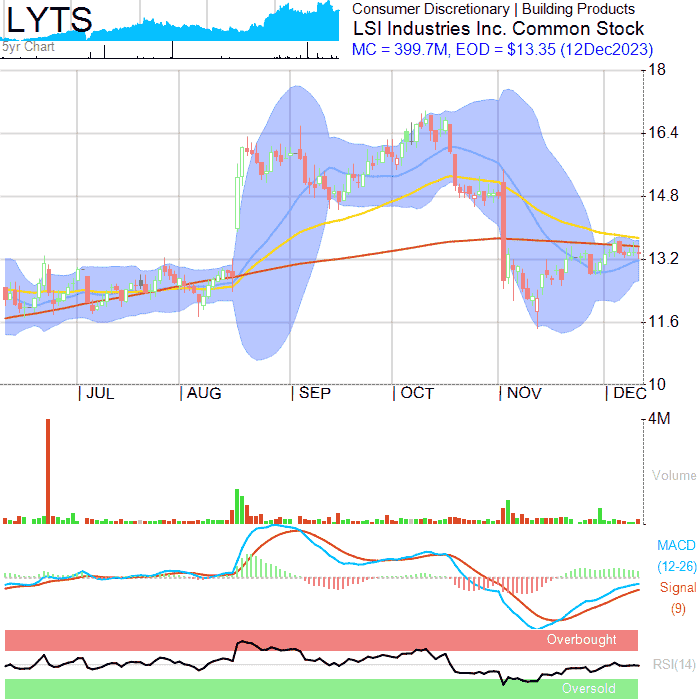 LYTS
5yr Chart
Consumer Discretionary | Building Products
LSI Industries Inc. Common Stock
MC = 399.7M, EOD = $13.35 (12Dec2023)
18
16.4
14.8
13.2
11.6
10
| JUL | AUG | SEP | OCT | NOV | DEC
4M
Volume
MACD
(12-26)
Signal
(9)
Overbought
RSI(14)
Oversold